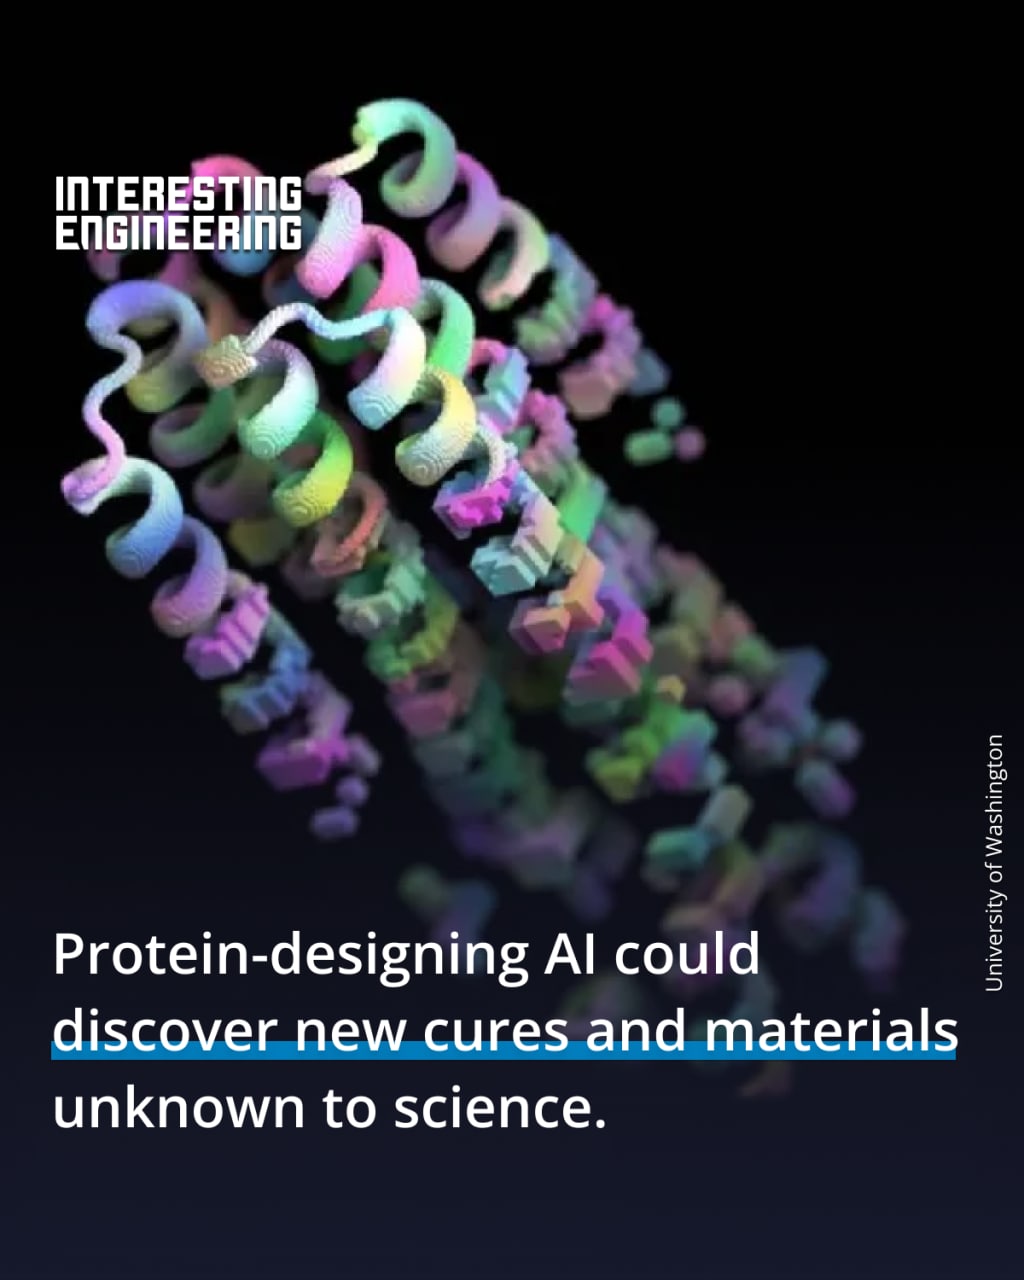 INTERESTING
ENGINEERING
University of Washington
Protein-designing AI could
discover new cures and materials
unknown to science.